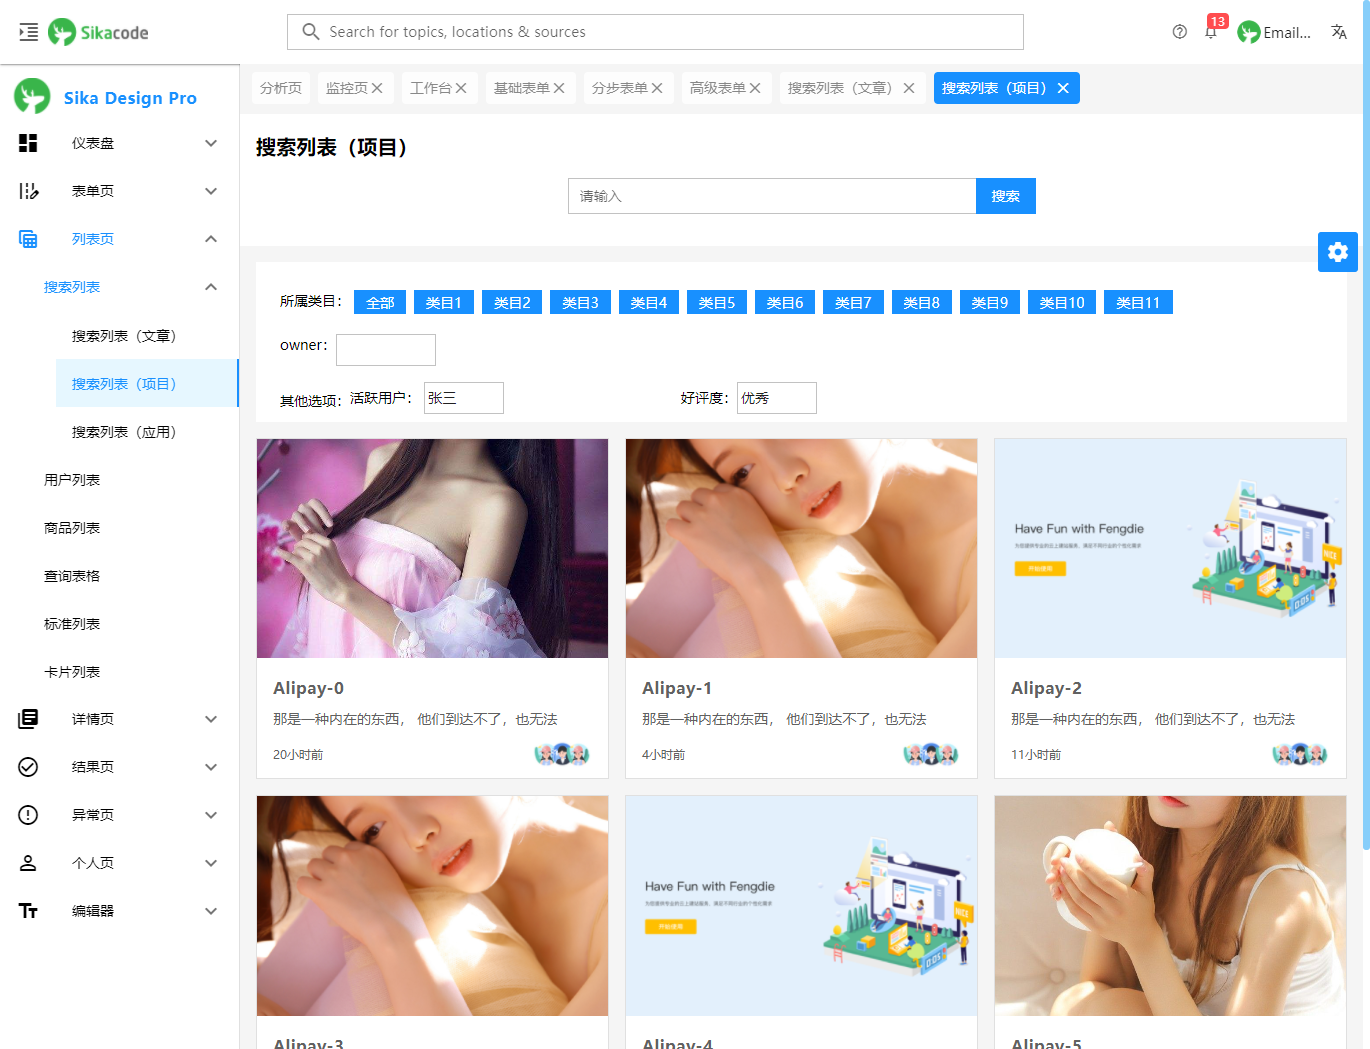 Sikacode
Search for topics, locations & sources
13
Email...
Sika Design Pro
仪表盘
表单页
列表页
搜索列表
搜索列表（文章）
搜索列表（项目）
搜索列表（应用）
用户列表
商品列表
查询表格
标准列表
卡片列表
详情页
结果页
异常页
个人页
编辑器
分析页 监控页 工作台 基础表单 分步表单 高级表单 搜索列表（文章） 搜索列表（项目）
搜索列表（项目）
请输入 搜索
所属类目： 全部 类目1 类目2 类目3 类目4 类目5 类目6 类目7 类目8 类目9 类目10 类目11
owner：
其他选项： 活跃用户： 张三 好评度： 优秀
Have Fun with Fengdie
Alipay-0
那是一种内在的东西， 他们到达不了，也无法
20小时前
Alipay-1
那是一种内在的东西， 他们到达不了，也无法
4小时前
Alipay-2
那是一种内在的东西， 他们到达不了，也无法
11小时前
Have Fun with Fengdie
Alipay-3
Alipay-4
Alipay-5